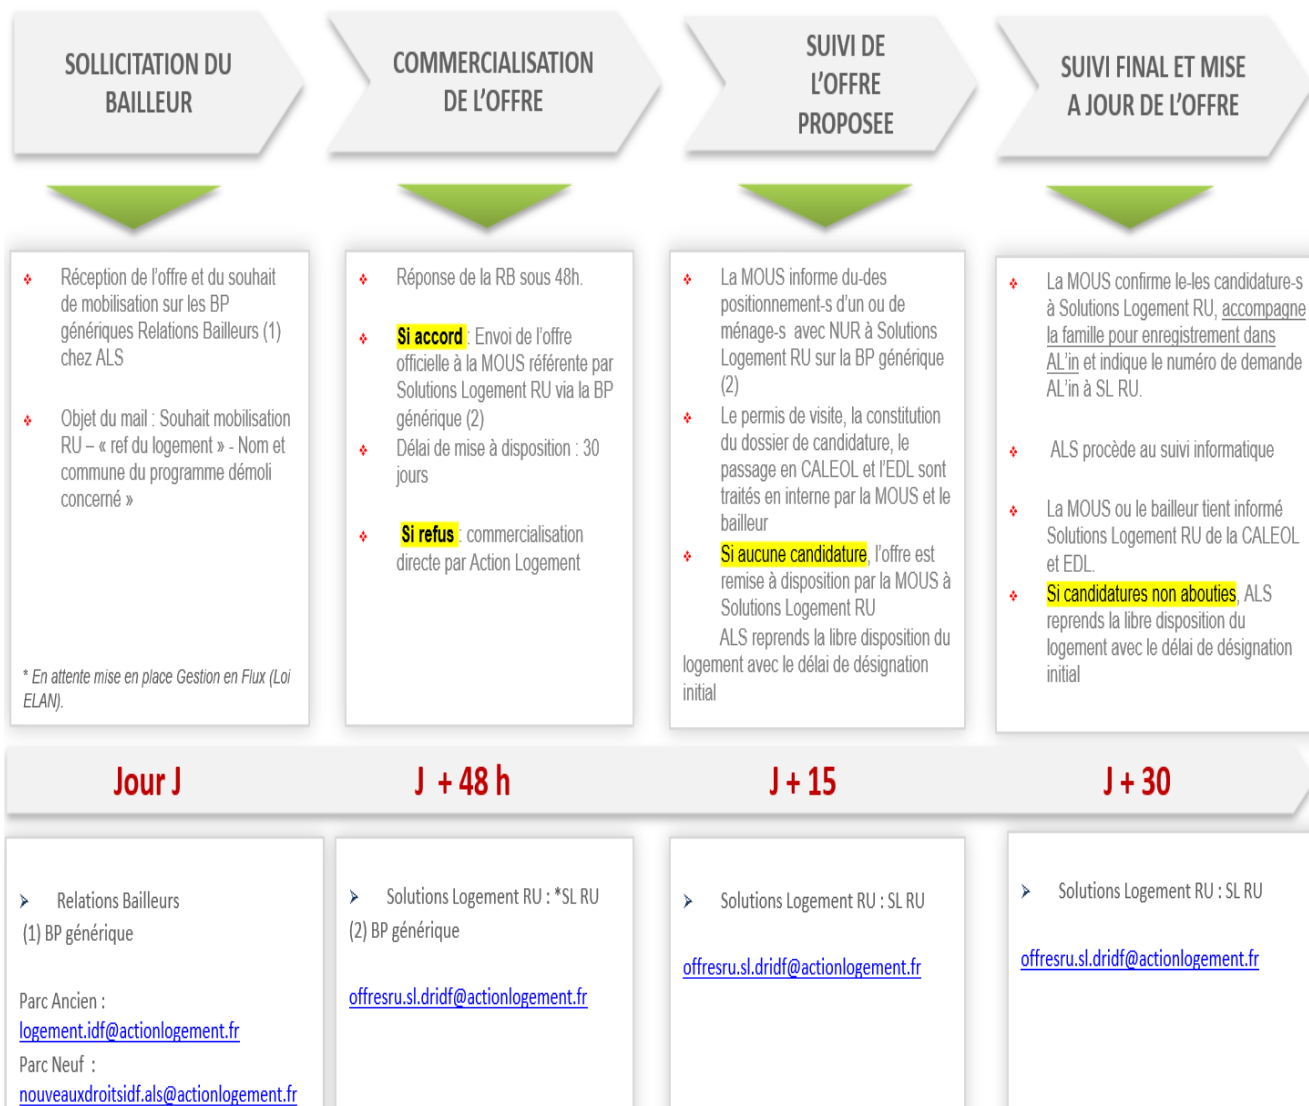 SOLLICITATION DU
BAILLEUR
COMMERCIALISATION
DE L’OFFRE
SUIVI DE
L’OFFRE
PROPOSEE
SUIVI FINAL ET MISE
A JOUR DE L’OFFRE
❖ Réception de l’offre et du souhait
de mobilisation sur les BP
génériques Relations Bailleurs (1)
chez ALS
❖ Objet du mail : Souhait mobilisation
RU – « ref du logement » - Nom et
commune du programme démoli
concerné »
* En attente mise en place Gestion en Flux (Loi
ELAN).
❖ Réponse de la RB sous 48h.
❖ Si accord : Envoi de l’offre
officielle à la MOUS référente par
Solutions Logement RU via la BP
générique (2)
❖ Délai de mise à disposition : 30
jours
❖ Si refus : commercialisation
directe par Action Logement
❖ La MOUS informe du-des
positionnement-s d’un ou de
ménage-s avec NUR à Solutions
Logement RU sur la BP générique
(2)
❖ Le permis de visite, la constitution
du dossier de candidature, le
passage en CALEOL et l’EDL sont
traités en interne par la MOUS et le
bailleur
❖ Si aucune candidature, l’offre est
remise à disposition par la MOUS à
Solutions Logement RU
ALS reprends la libre disposition du
logement avec le délai de désignation
initial
❖ La MOUS confirme le-les candidature-s
à Solutions Logement RU, accompagne
la famille pour enregistrement dans
AL’in et indique le numéro de demande
AL’in à SL RU.
❖ ALS procède au suivi informatique
❖ La MOUS ou le bailleur tient informé
Solutions Logement RU de la CALEOL
et EDL.
❖ Si candidatures non abouties, ALS
reprends la libre disposition du
logement avec le délai de désignation
initial
Jour J
J + 48 h
J + 15
J + 30
➢ Relations Bailleurs
(1) BP générique
Parc Ancien :
logement.idf@actionlogement.fr
Parc Neuf :
nouveauxdroitsidf.als@actionlogement.fr
➢ Solutions Logement RU : *SL RU
(2) BP générique
offresru.sl.dridf@actionlogement.fr
➢ Solutions Logement RU : SL RU
offresru.sl.dridf@actionlogement.fr
➢ Solutions Logement RU : SL RU
offresru.sl.dridf@actionlogement.fr